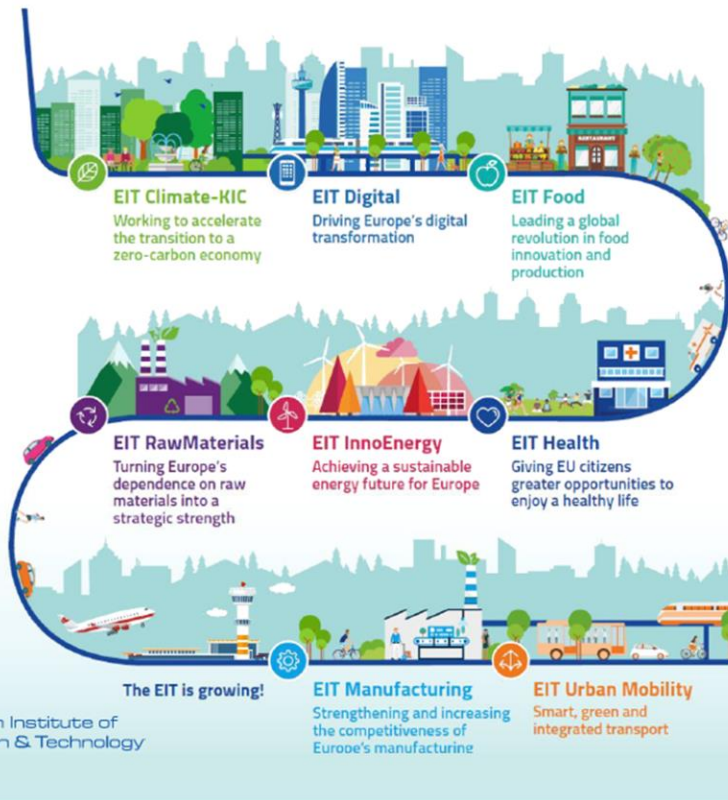 RESTAURANT
EIT Climate-KIC
Working to accelerate
the transition to a
zero-carbon economy
EIT Digital
Driving Europe's digital
transformation
EIT Food
Leading a global
revolution in food
innovation and
production
EIT RawMaterials
Turning Europe's
dependence on raw
materials into a
strategic strength
EIT InnoEnergy
Achieving a sustainable
energy future for Europe
EIT Health
Giving EU citizens
greater opportunities to
enjoy a healthy life
The EIT is growing!
EIT Manufacturing
Strengthening and increasing
the competitiveness of
Europe's manufacturing
EIT Urban Mobility
Smart, green and
integrated transport
n Institute of
n & Technology